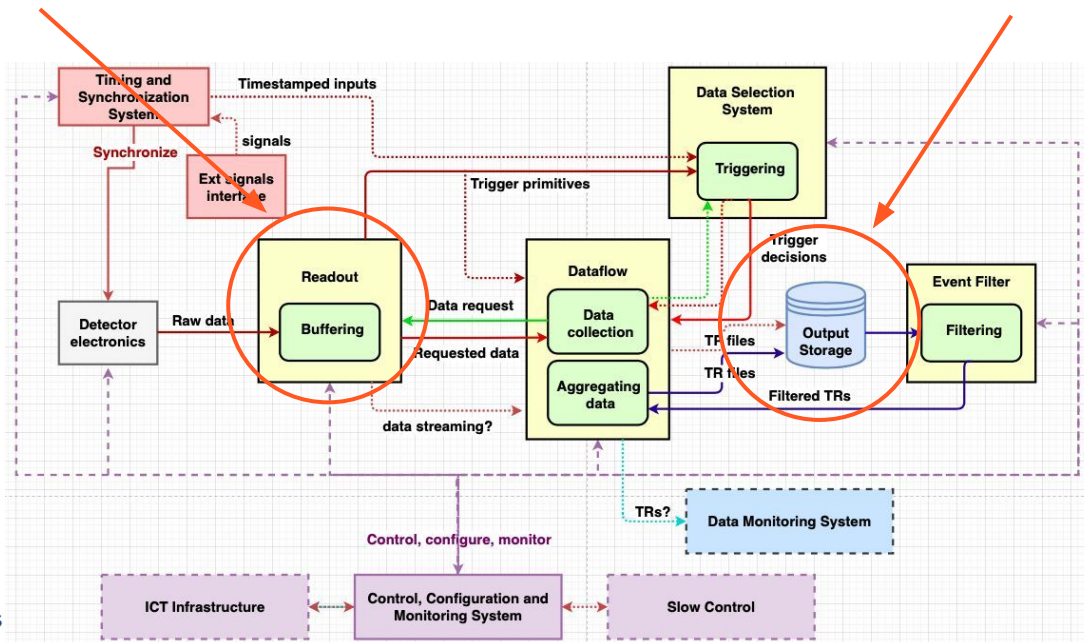 Timing and
Synchronization
System
Timestamped inputs
signals
Synchronize
Ext signals
interface
Data Selection
System
Triggering
Trigger primitives
Trigger
decisions
Readout
Buffering
Dataflow
Data
collection
Aggregating
data
Data request
Requested data
Detector
electronics
Raw data
data streaming?
TP files
TR files
Output
Storage
Event Filter
Filtering
Filtered TRs
TRs?
Data Monitoring System
Control, configure, monitor
ICT Infrastructure
Control, Configuration and
Monitoring System
Slow Control